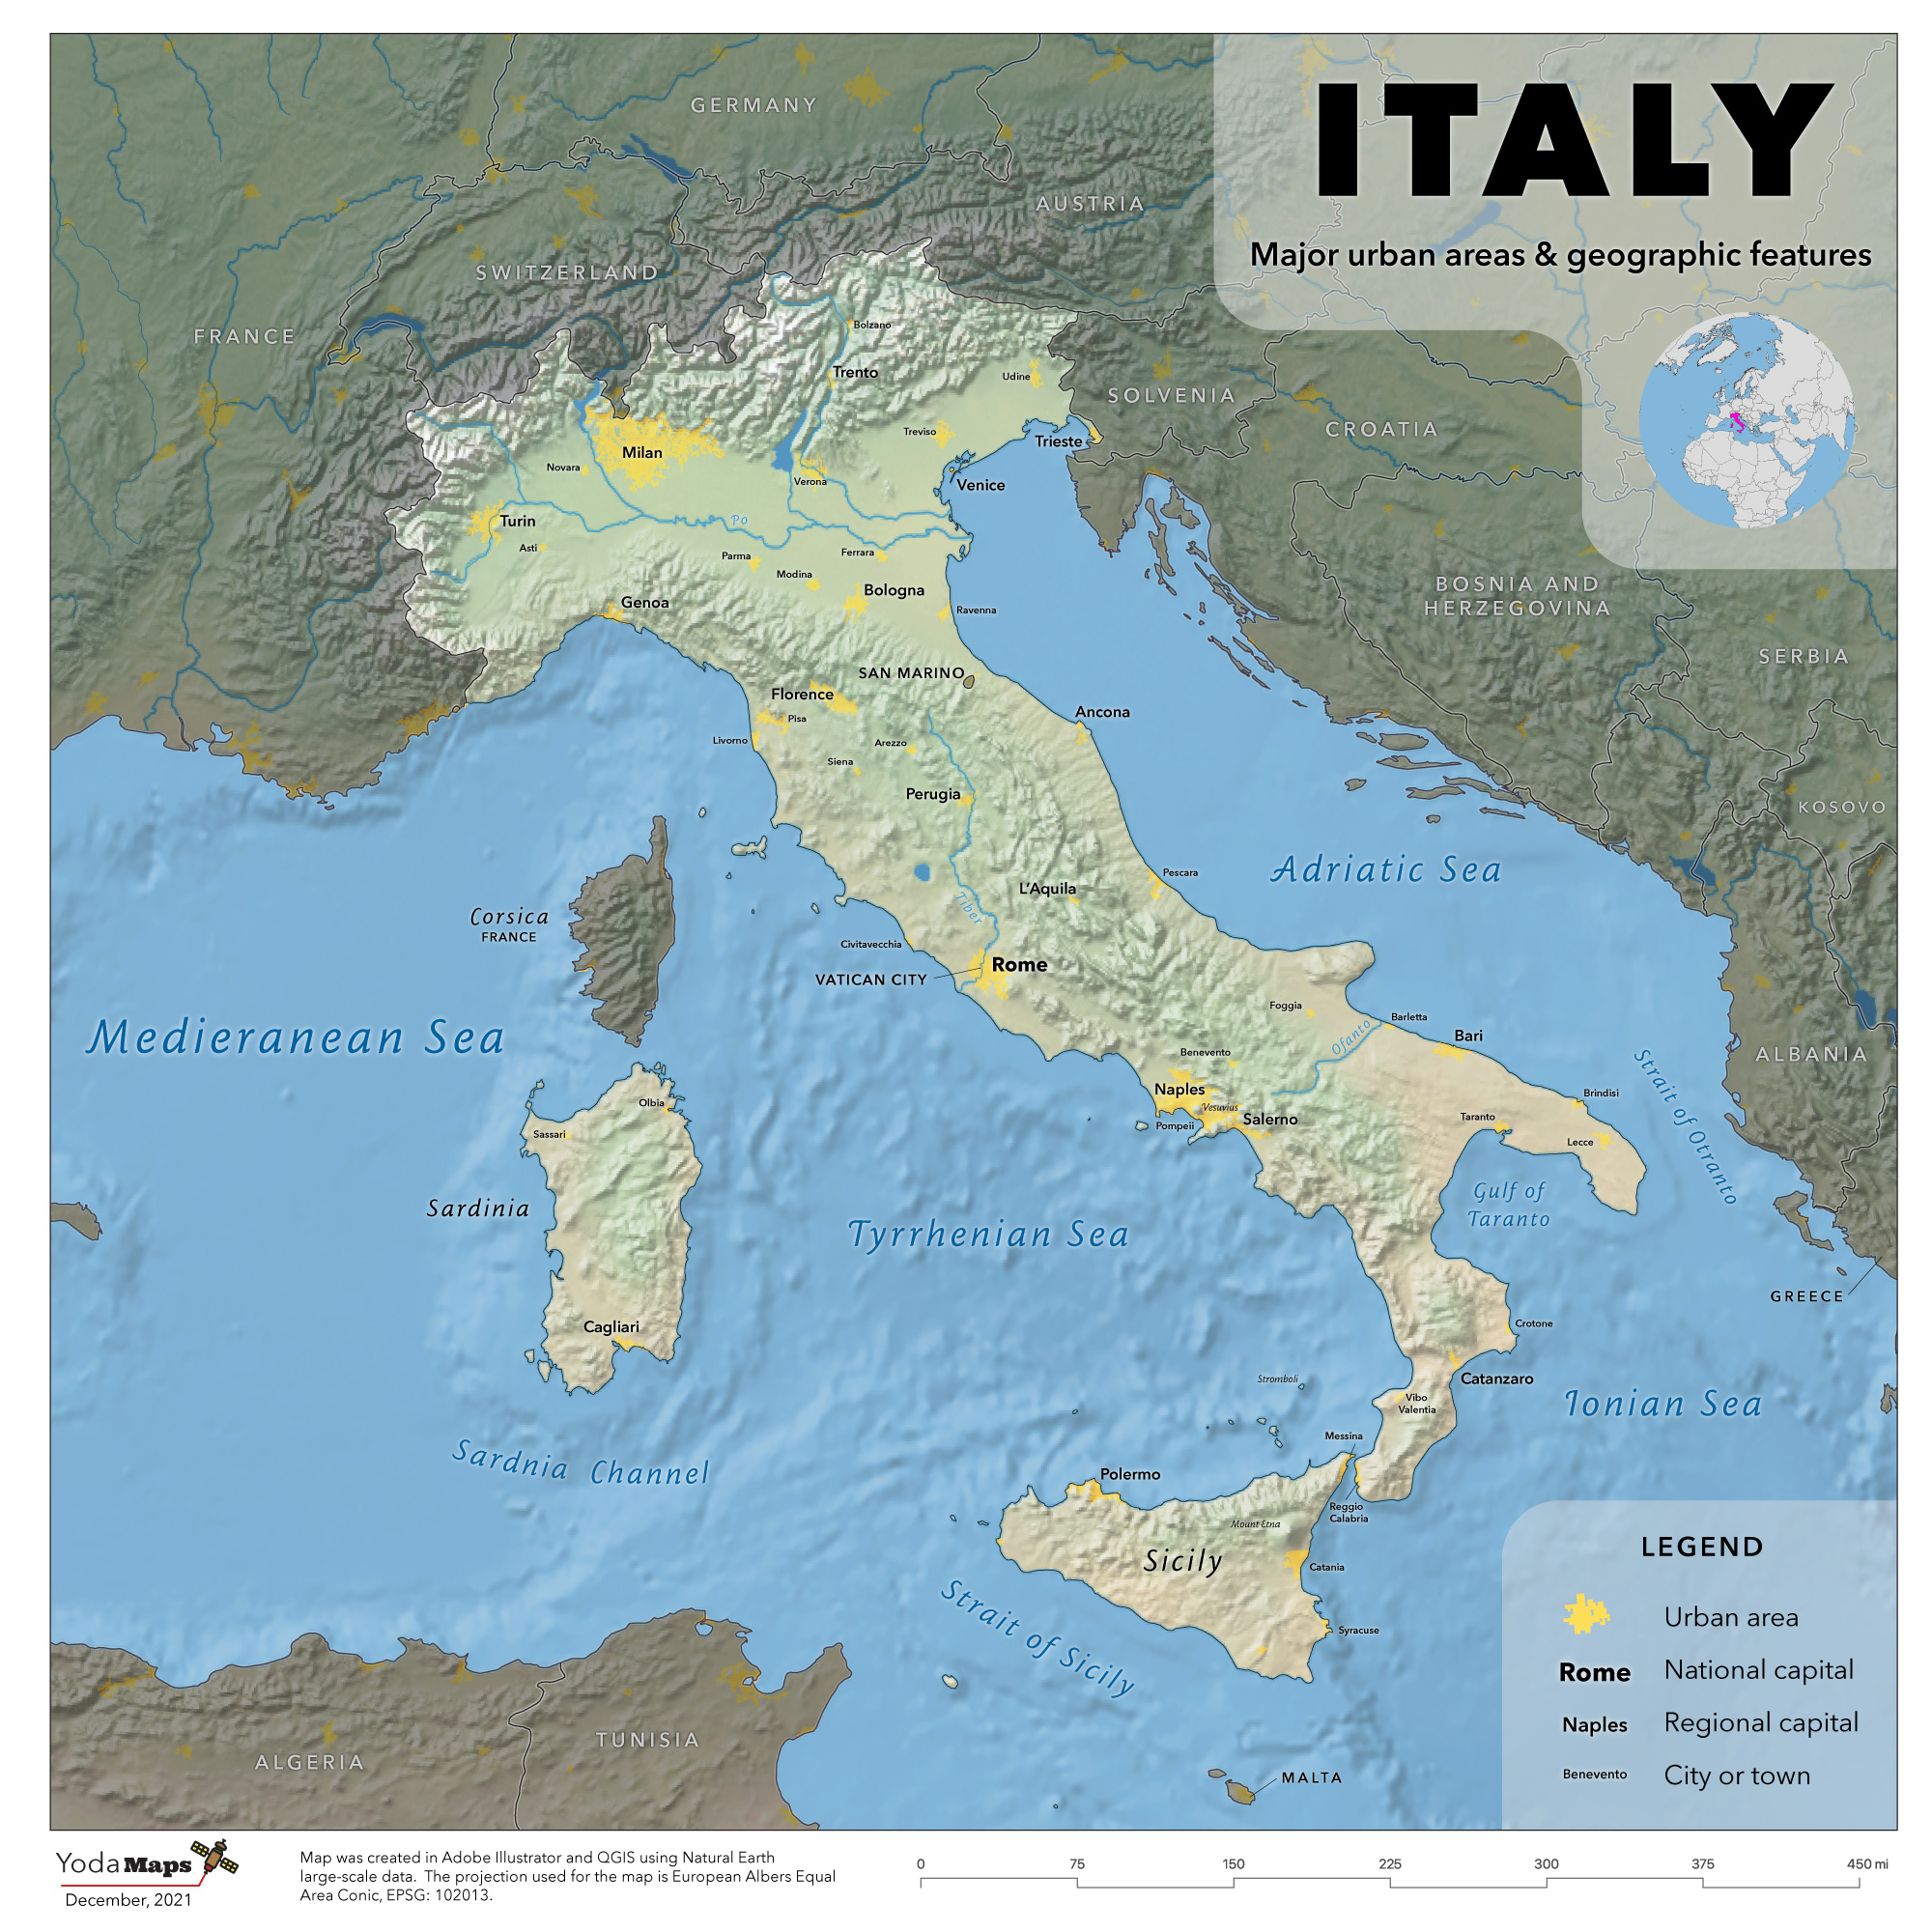 ITALY
Major urban areas & geographic features
GERMANY
AUSTRIA
SWITZERLAND
FRANCE
SOLVENIA
CROATIA
BOSNIA AND
HERZEGOVINA
SERBIA
KOSOVO
ALBANIA
GREECE
Bolzano
Trento
Udine
Treviso
Trieste
Milan
Novara
Verona
Venice
Turin
Po
Asti
Parma
Ferrara
Modina
Bologna
Genoa
Ravenna
SAN MARINO
Florence
Pisa
Ancona
Livorno
Arezzo
Siena
Perugia
Adriatic Sea
Pescara
L'Aquila
Tiber
Corsica
FRANCE
Civitavecchia
Rome
VATICAN CITY
Medieranean Sea
Foggia
Barletta
Ofanto
Bari
Benevento
Naples
Vesuvius
Salerno
Pompeii
Brindisi
Taranto
Lecce
Strait of Otranto
Olbia
Sassari
Sardinia
Gulf of
Taranto
Tyrrhenian Sea
Cagliari
Crotone
Catanzaro
Stromboli
Vibo
Valentia
Ionian Sea
Messina
Sardnia Channel
Polermo
Reggio
Calabria
Mount Etna
Sicily
Catania
Strait of Sicily
Syracuse
ALGERIA
TUNISIA
MALTA
LEGEND
Urban area
Rome National capital
Naples Regional capital
Benevento City or town
Yoda Maps
December, 2021
Map was created in Adobe Illustrator and QGIS using Natural Earth
large-scale data. The projection used for the map is European Albers Equal
Area Conic, EPSG: 102013.
0 75 150 225 300 375 450 mi